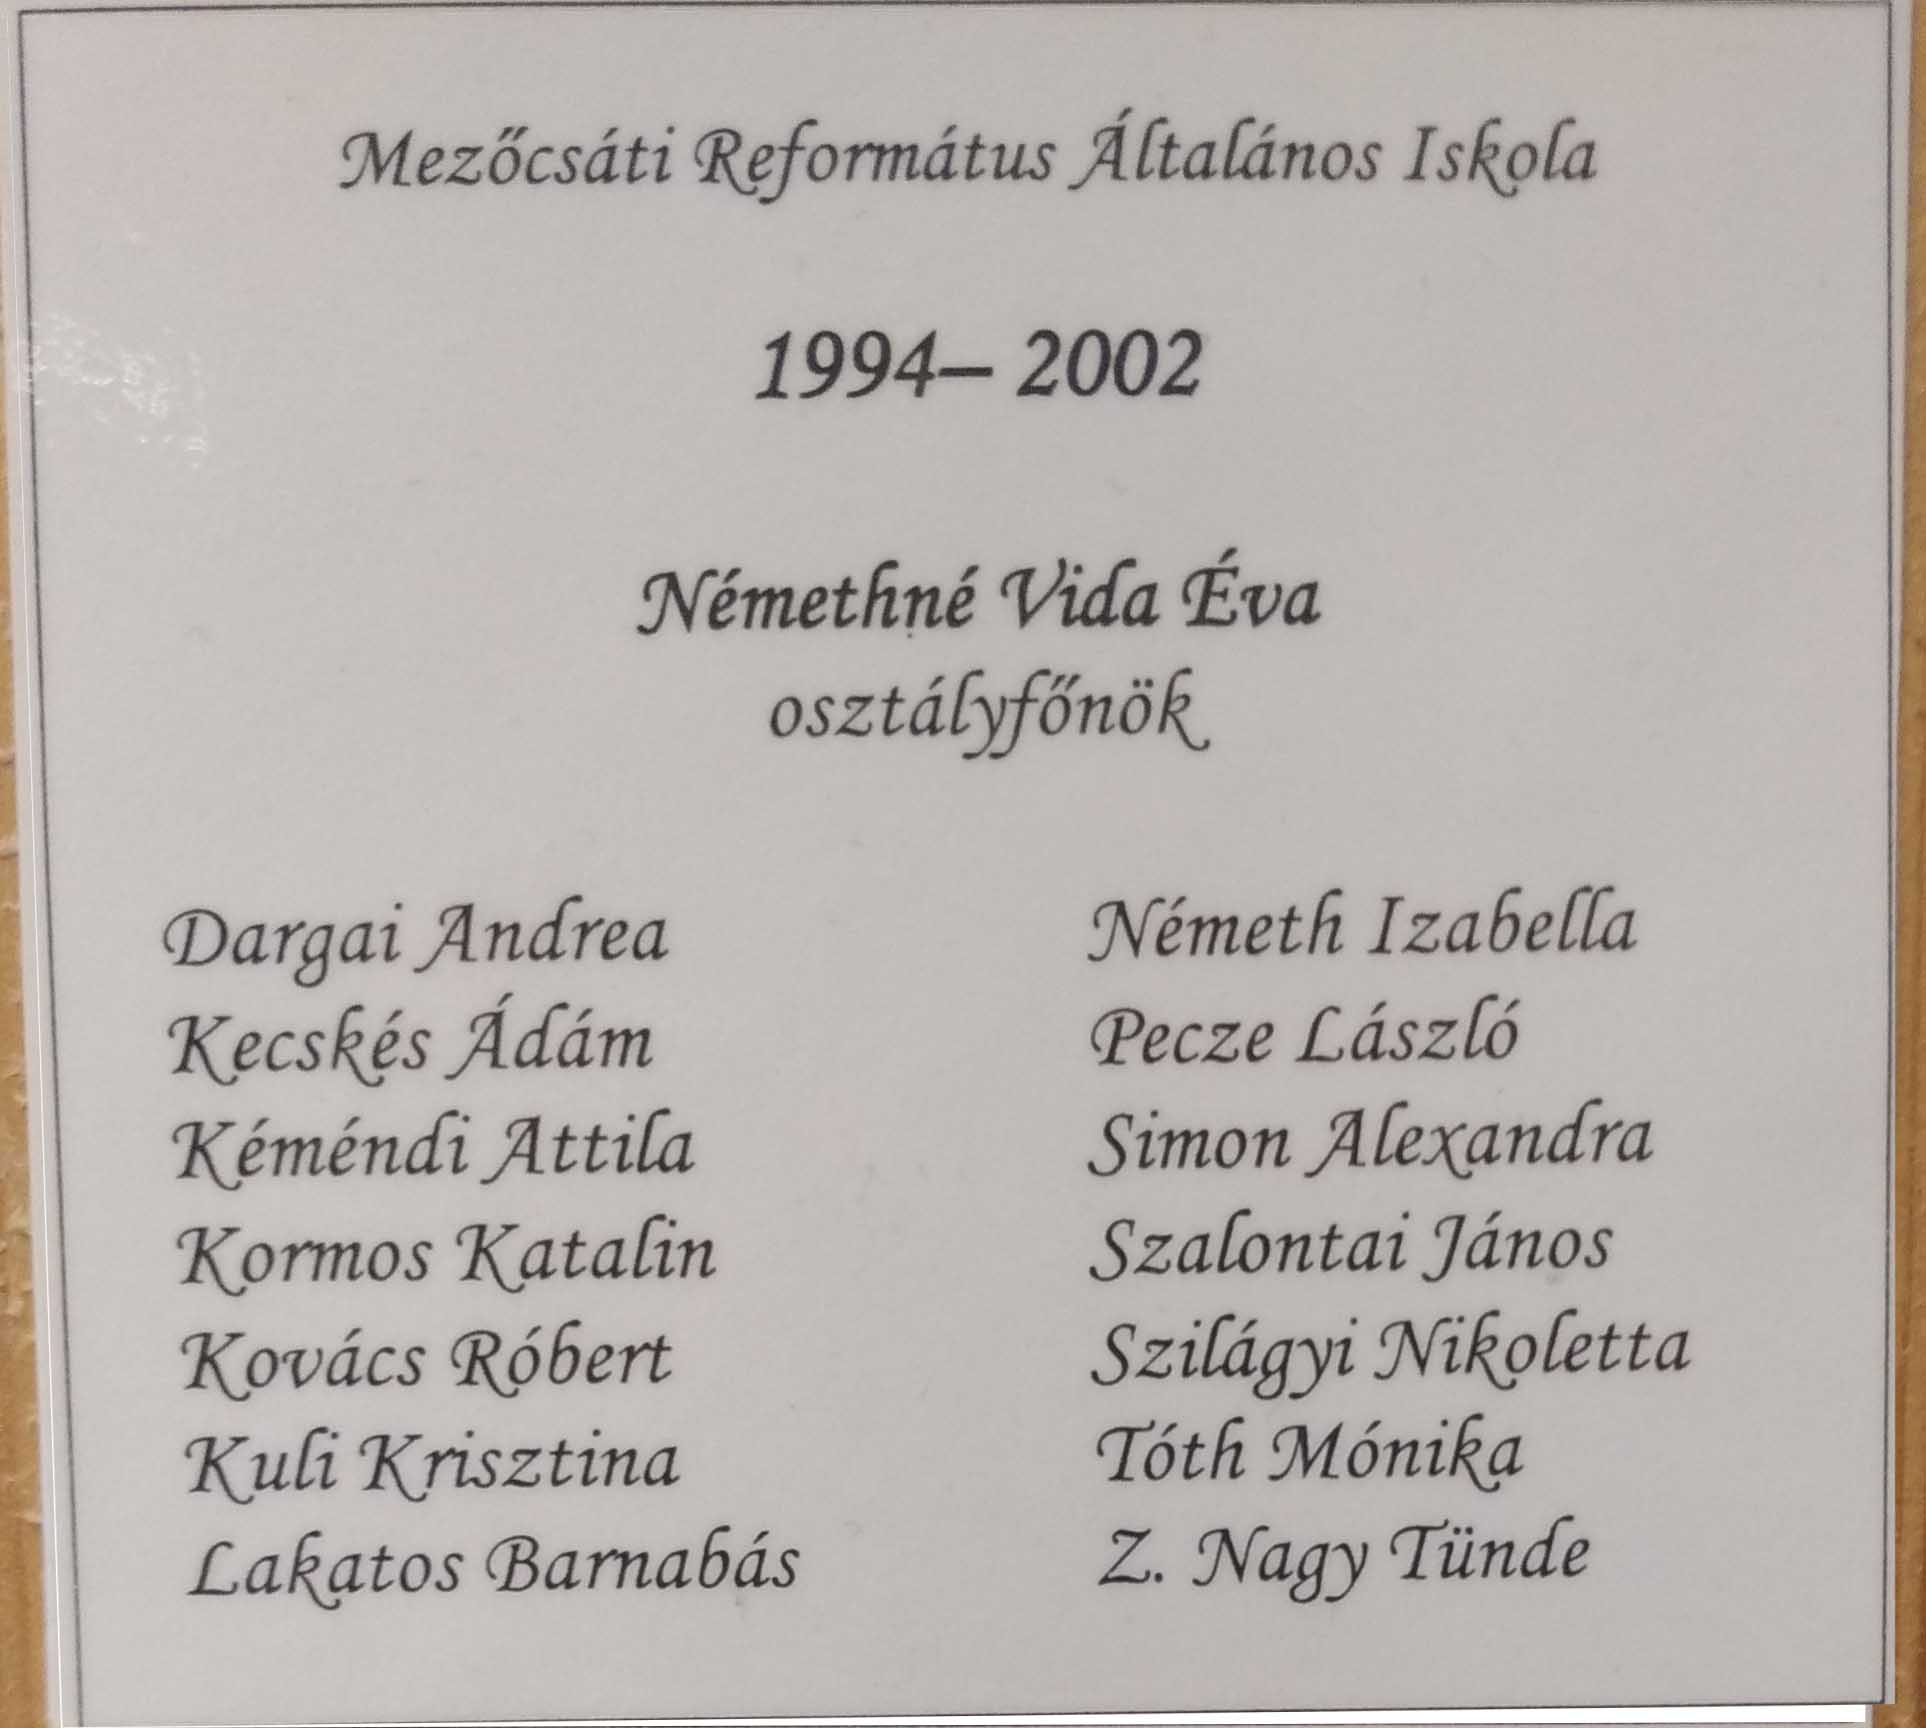 Mezőcsáti Református Általános Iskola
1994– 2002
Némethné Vida Éva
osztályfőnök
Dargai Andrea
Kecskés Ádám
Kéméndi Attila
Kormos Katalin
Kovács Róbert
Kuli Krisztina
Lakatos Barnabás
Németh Izabella
Pecze László
Simon Alexandra
Szalontai János
Szilágyi Nikoletta
Tóth Mónika
Z. Nagy Tünde